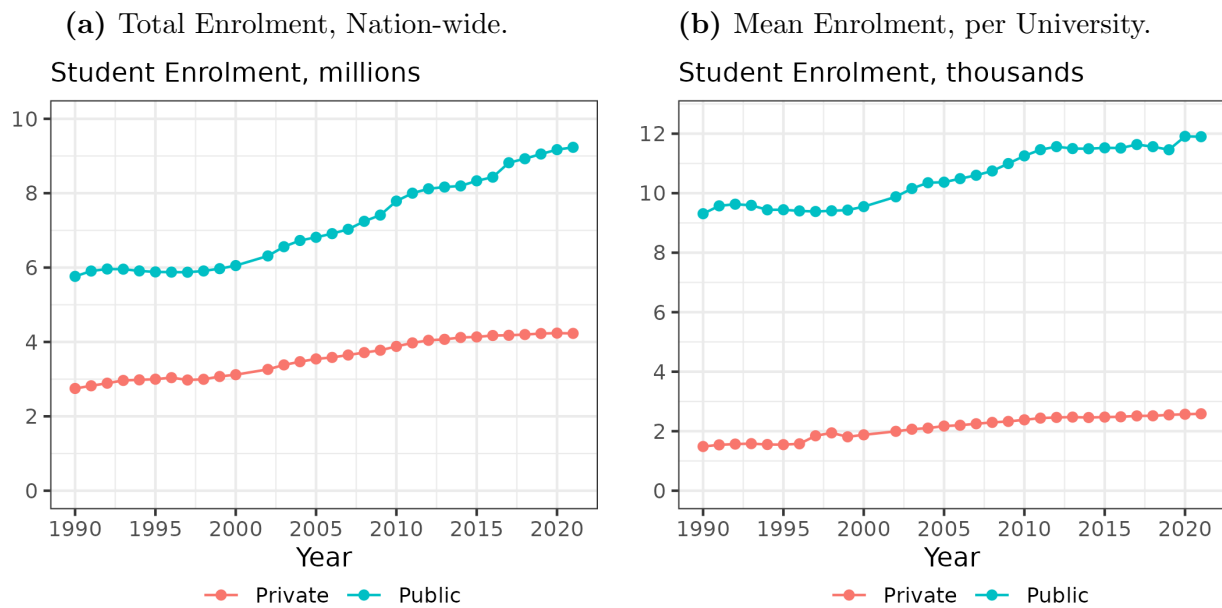 (a) Total Enrolment, Nation-wide.
Student Enrolment, millions
10
8
6
4
2
0
1990 1995 2000 2005 2010 2015 2020
Year
Private Public
(b) Mean Enrolment, per University.
Student Enrolment, thousands
12
10
8
6
4
2
0
1990 1995 2000 2005 2010 2015 2020
Year
Private Public